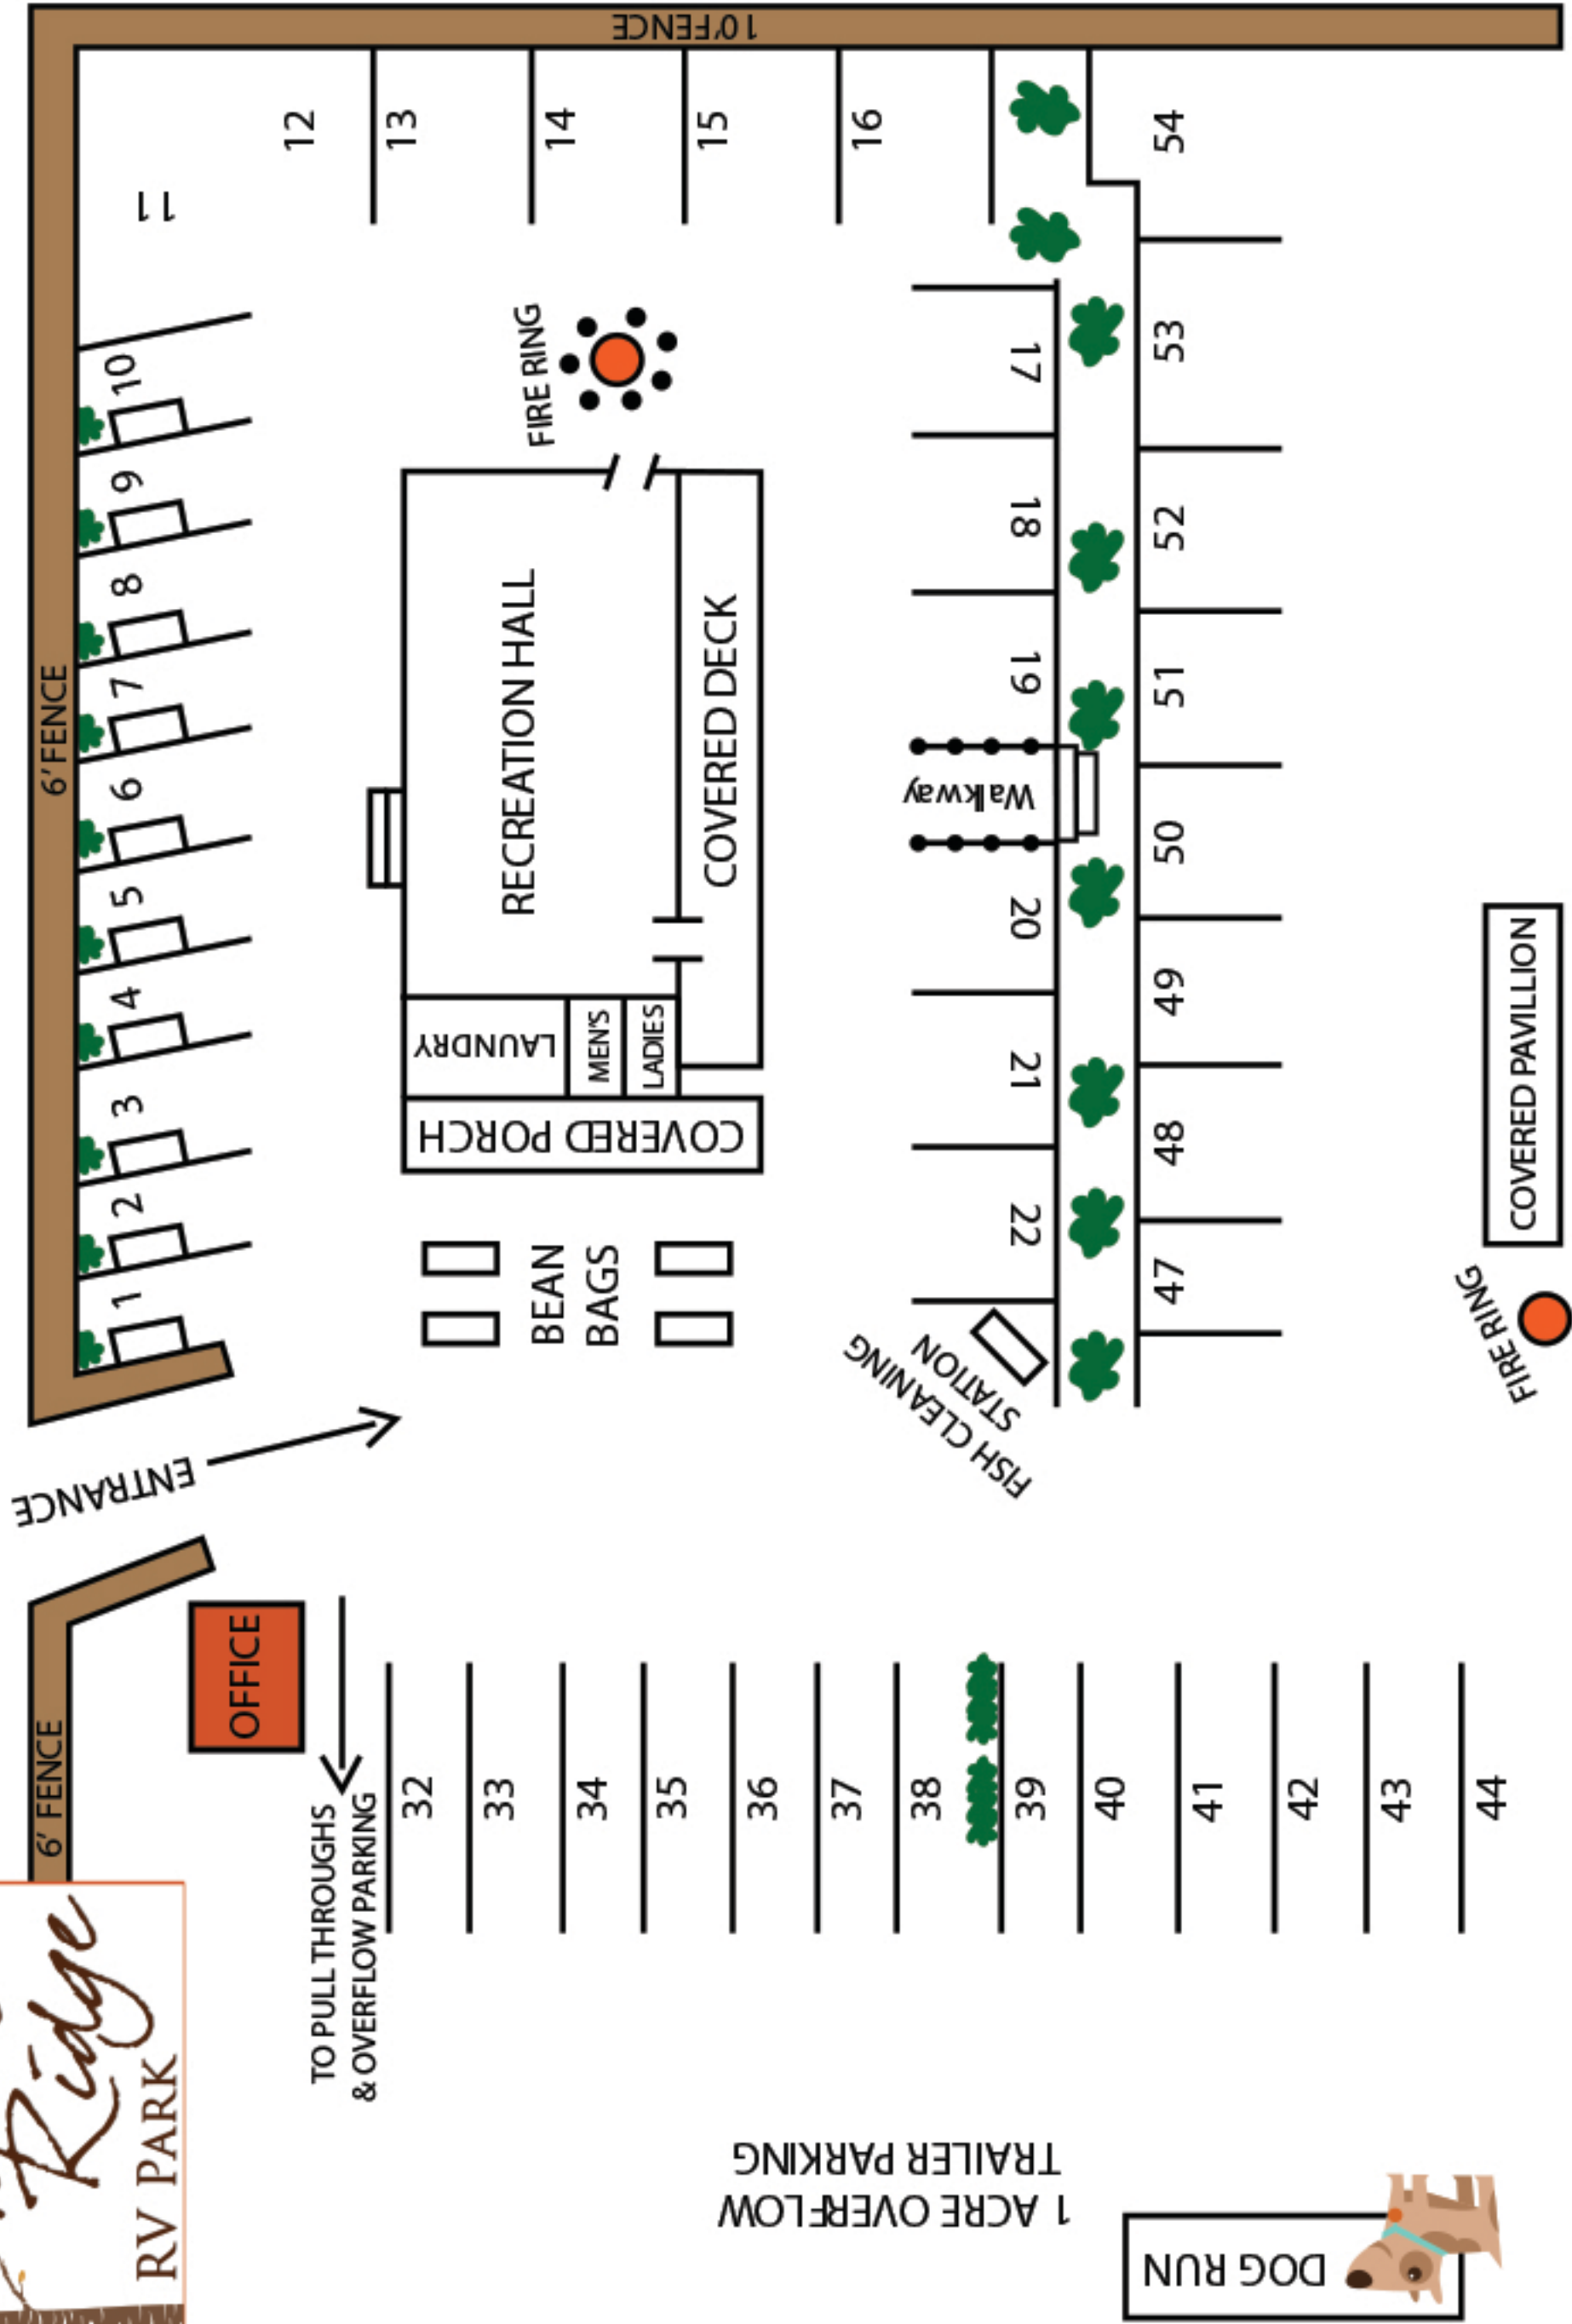 10' FENCE
6' FENCE
1
2
3
4
5
6
7
8
9
10
11
12
13
14
15
16
FIRE RING
RECREATION HALL
COVERED DECK
LAUNDRY
MEN'S
LADIES
COVERED PORCH
BEAN
BAGS
17
18
19
Walkway
20
21
22
FISH CLEANING
STATION
54
53
52
51
50
49
48
47
COVERED PAVILLION
FIRE RING
ENTRANCE
6' FENCE
OFFICE
TO PULL THROUGHS
& OVERFLOW PARKING
32
33
34
35
36
37
38
39
40
41
42
43
44
Ridge
RV PARK
1 ACRE OVERFLOW
TRAILER PARKING
DOG RUN